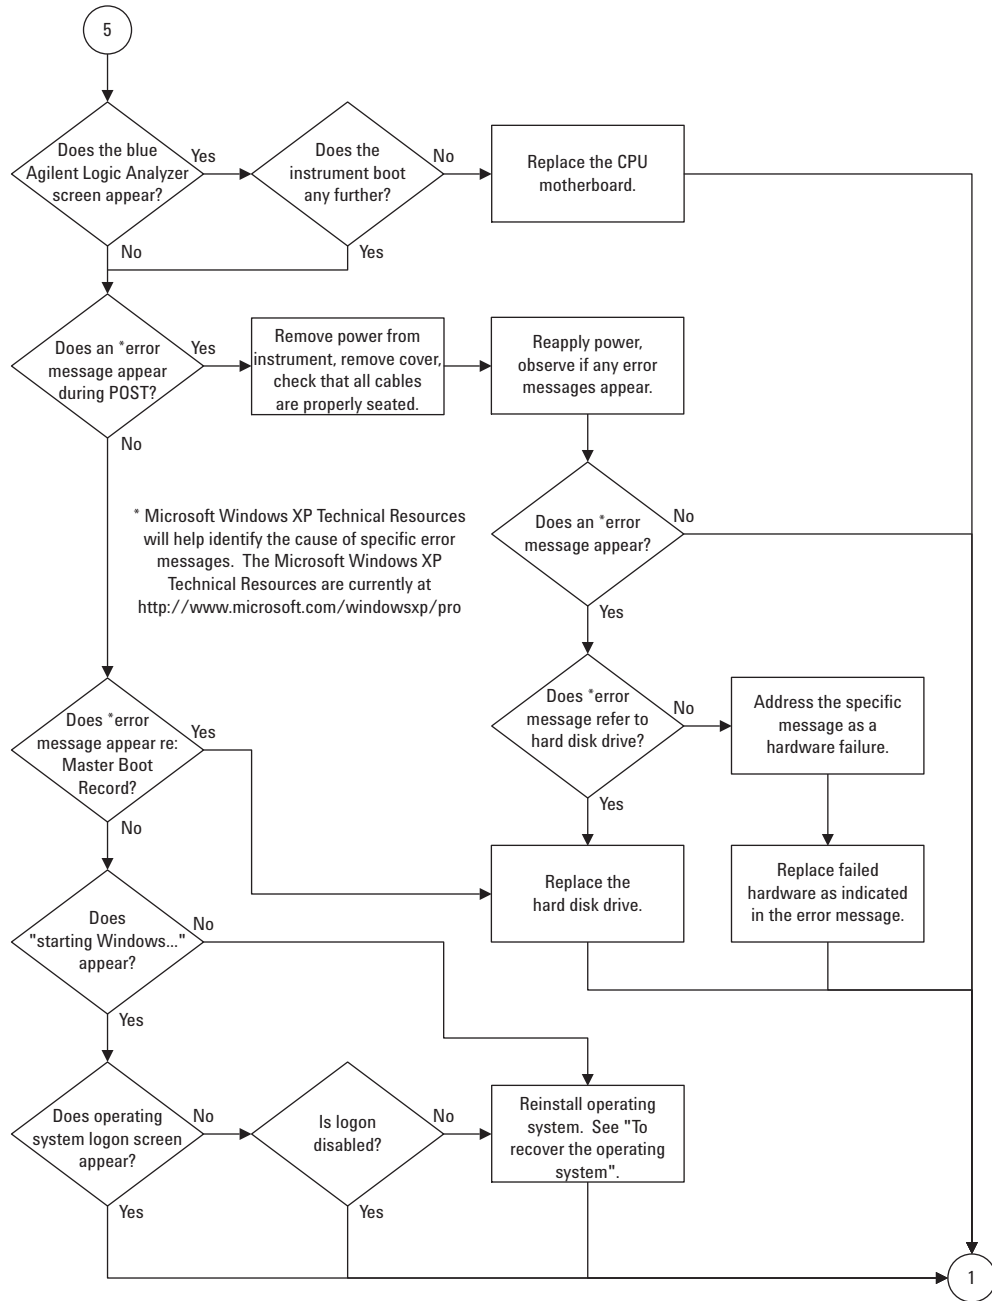 5
Does the blue
Agilent Logic Analyzer
screen appear?
Yes
No
Does the
instrument boot
any further?
No
Yes
Replace the CPU
motherboard.
Does an *error
message appear
during POST?
Yes
No
Remove power from
instrument, remove cover,
check that all cables
are properly seated.
Reapply power,
observe if any error
messages appear.
* Microsoft Windows XP Technical Resources
will help identify the cause of specific error
messages.  The Microsoft Windows XP
Technical Resources are currently at
http://www.microsoft.com/windowsxp/pro
Does an *error
message appear?
No
Yes
Does *error
message refer to
hard disk drive?
No
Yes
Address the specific
message as a
hardware failure.
Does *error
message appear re:
Master Boot
Record?
Yes
No
Replace the
hard disk drive.
Replace failed
hardware as indicated
in the error message.
Does
"starting Windows..."
appear?
No
Yes
Does operating
system logon screen
appear?
No
Yes
Is logon
disabled?
No
Yes
Reinstall operating
system.  See "To
recover the operating
system".
1